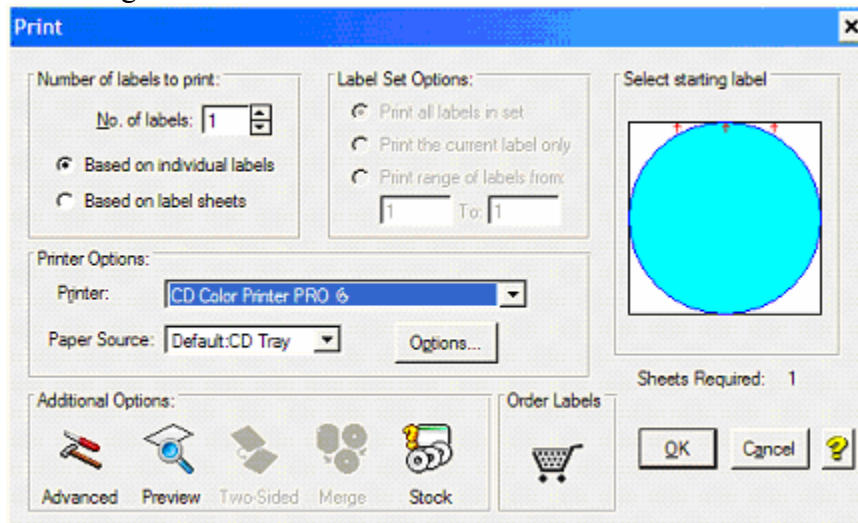 Print
Number of labels to print:
No. of labels: 1
Based on individual labels
Based on label sheets
Label Set Options:
Print all labels in set
Print the current label only
Print range of labels from:
1 To: 1
Select starting label
Printer Options:
Printer: CD Color Printer PRO 6
Paper Source: Default:CD Tray Options...
Sheets Required: 1
Additional Options:
Advanced Preview Two-Sided Merge Stock
Order Labels
OK Cancel